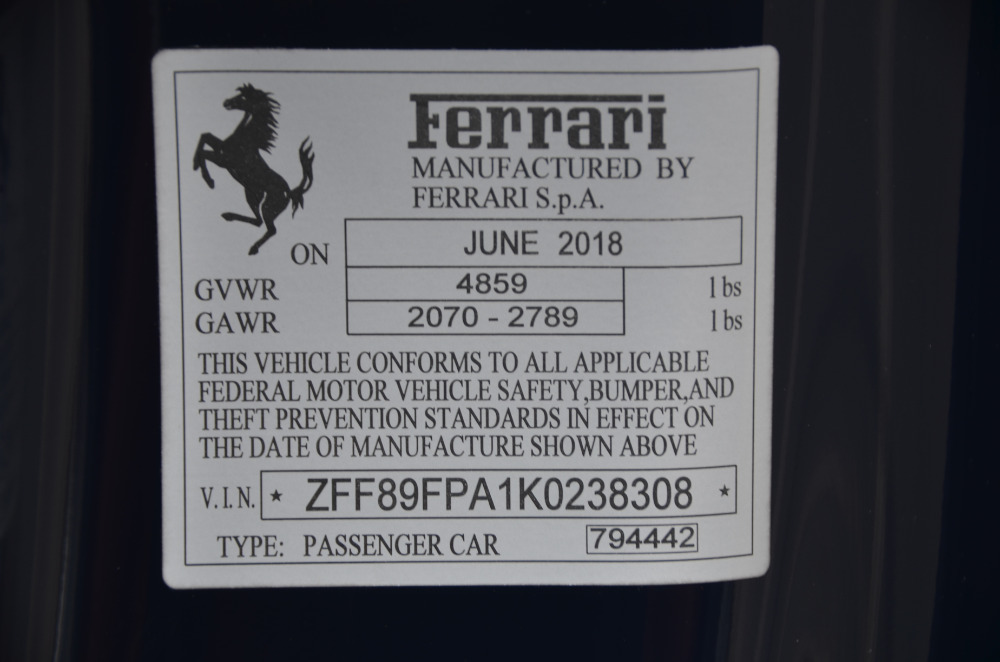 Ferrari
MANUFACTURED BY
FERRARI S.p.A.
ON JUNE 2018
GVWR 4859 lbs
GAWR 2070 - 2789 lbs
THIS VEHICLE CONFORMS TO ALL APPLICABLE
FEDERAL MOTOR VEHICLE SAFETY,BUMPER,AND
THEFT PREVENTION STANDARDS IN EFFECT ON
THE DATE OF MANUFACTURE SHOWN ABOVE
V.I.N. ★ ZFF89FPA1K0238308 ★
TYPE: PASSENGER CAR 794442